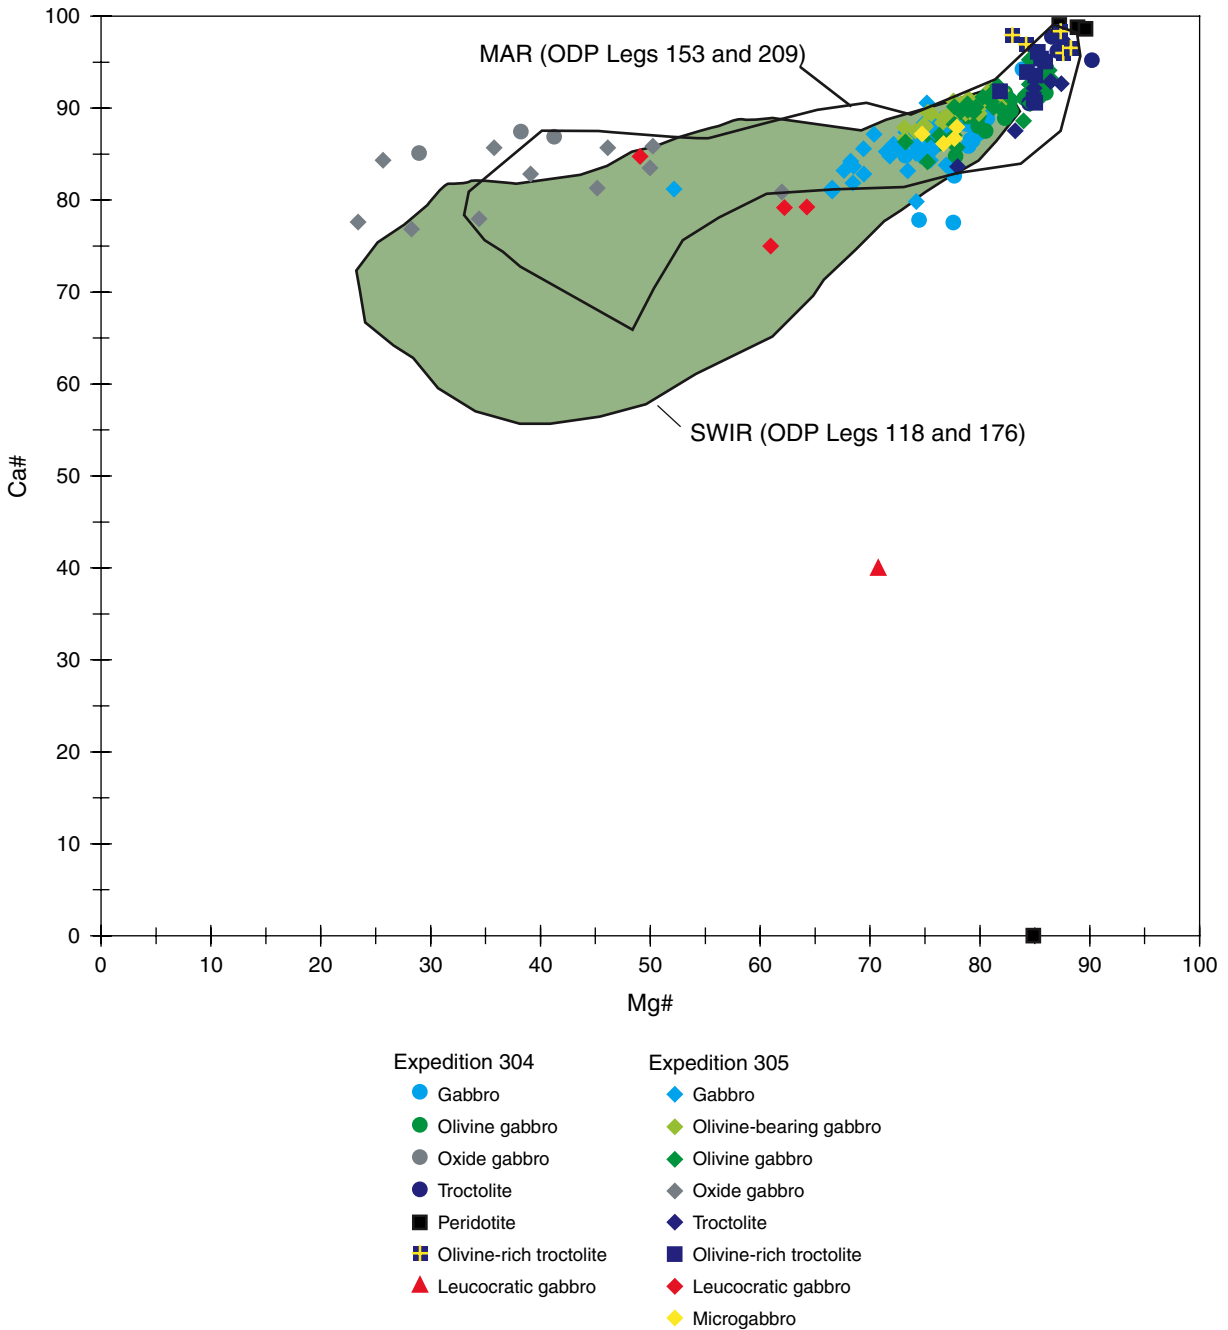 100
90
80
70
60
50
40
30
20
10
0
Ca#
MAR (ODP Legs 153 and 209)
SWIR (ODP Legs 118 and 176)
0 10 20 30 40 50 60 70 80 90 100
Mg#
Expedition 304
Gabbro
Olivine gabbro
Oxide gabbro
Troctolite
Peridotite
Olivine-rich troctolite
Leucocratic gabbro
Expedition 305
Gabbro
Olivine-bearing gabbro
Olivine gabbro
Oxide gabbro
Troctolite
Olivine-rich troctolite
Leucocratic gabbro
Microgabbro